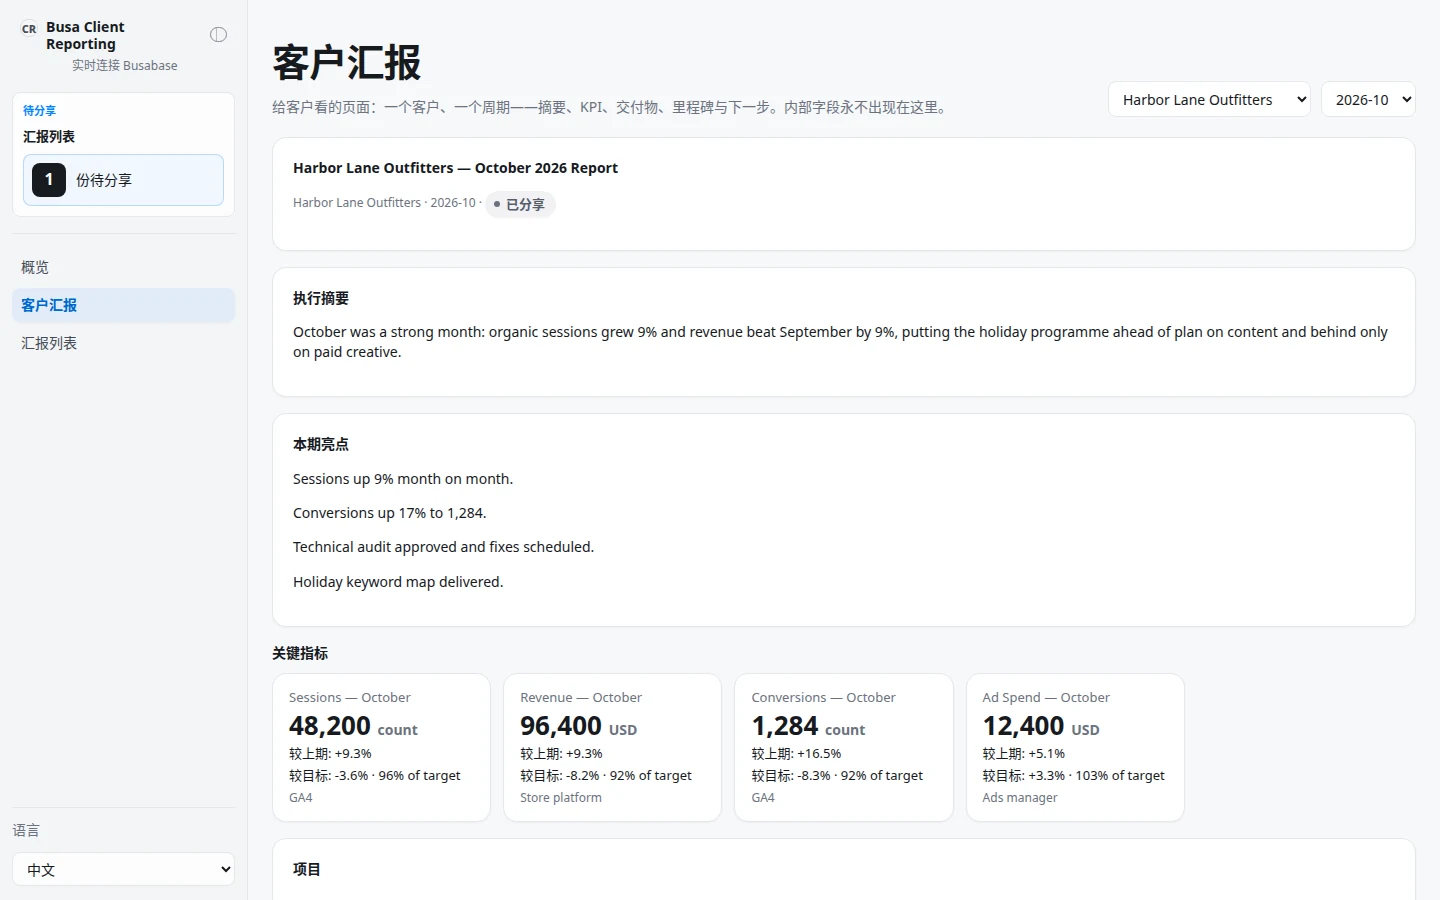 CR
Busa Client
Reporting
实时连接 Busabase
待分享
汇报列表
1 份待分享
概览
客户汇报
汇报列表
语言
中文
客户汇报
给客户看的页面：一个客户、一个周期——摘要、KPI、交付物、里程碑与下一步。内部字段永不出现在这里。
Harbor Lane Outfitters
2026-10
Harbor Lane Outfitters — October 2026 Report
Harbor Lane Outfitters · 2026-10 · 已分享
执行摘要
October was a strong month: organic sessions grew 9% and revenue beat September by 9%, putting the holiday programme ahead of plan on content and behind only
on paid creative.
本期亮点
Sessions up 9% month on month.
Conversions up 17% to 1,284.
Technical audit approved and fixes scheduled.
Holiday keyword map delivered.
关键指标
Sessions — October
48,200 count
较上期: +9.3%
较目标: -3.6% · 96% of target
GA4
Revenue — October
96,400 USD
较上期: +9.3%
较目标: -8.2% · 92% of target
Store platform
Conversions — October
1,284 count
较上期: +16.5%
较目标: -8.3% · 92% of target
GA4
Ad Spend — October
12,400 USD
较上期: +5.1%
较目标: +3.3% · 103% of target
Ads manager
项目